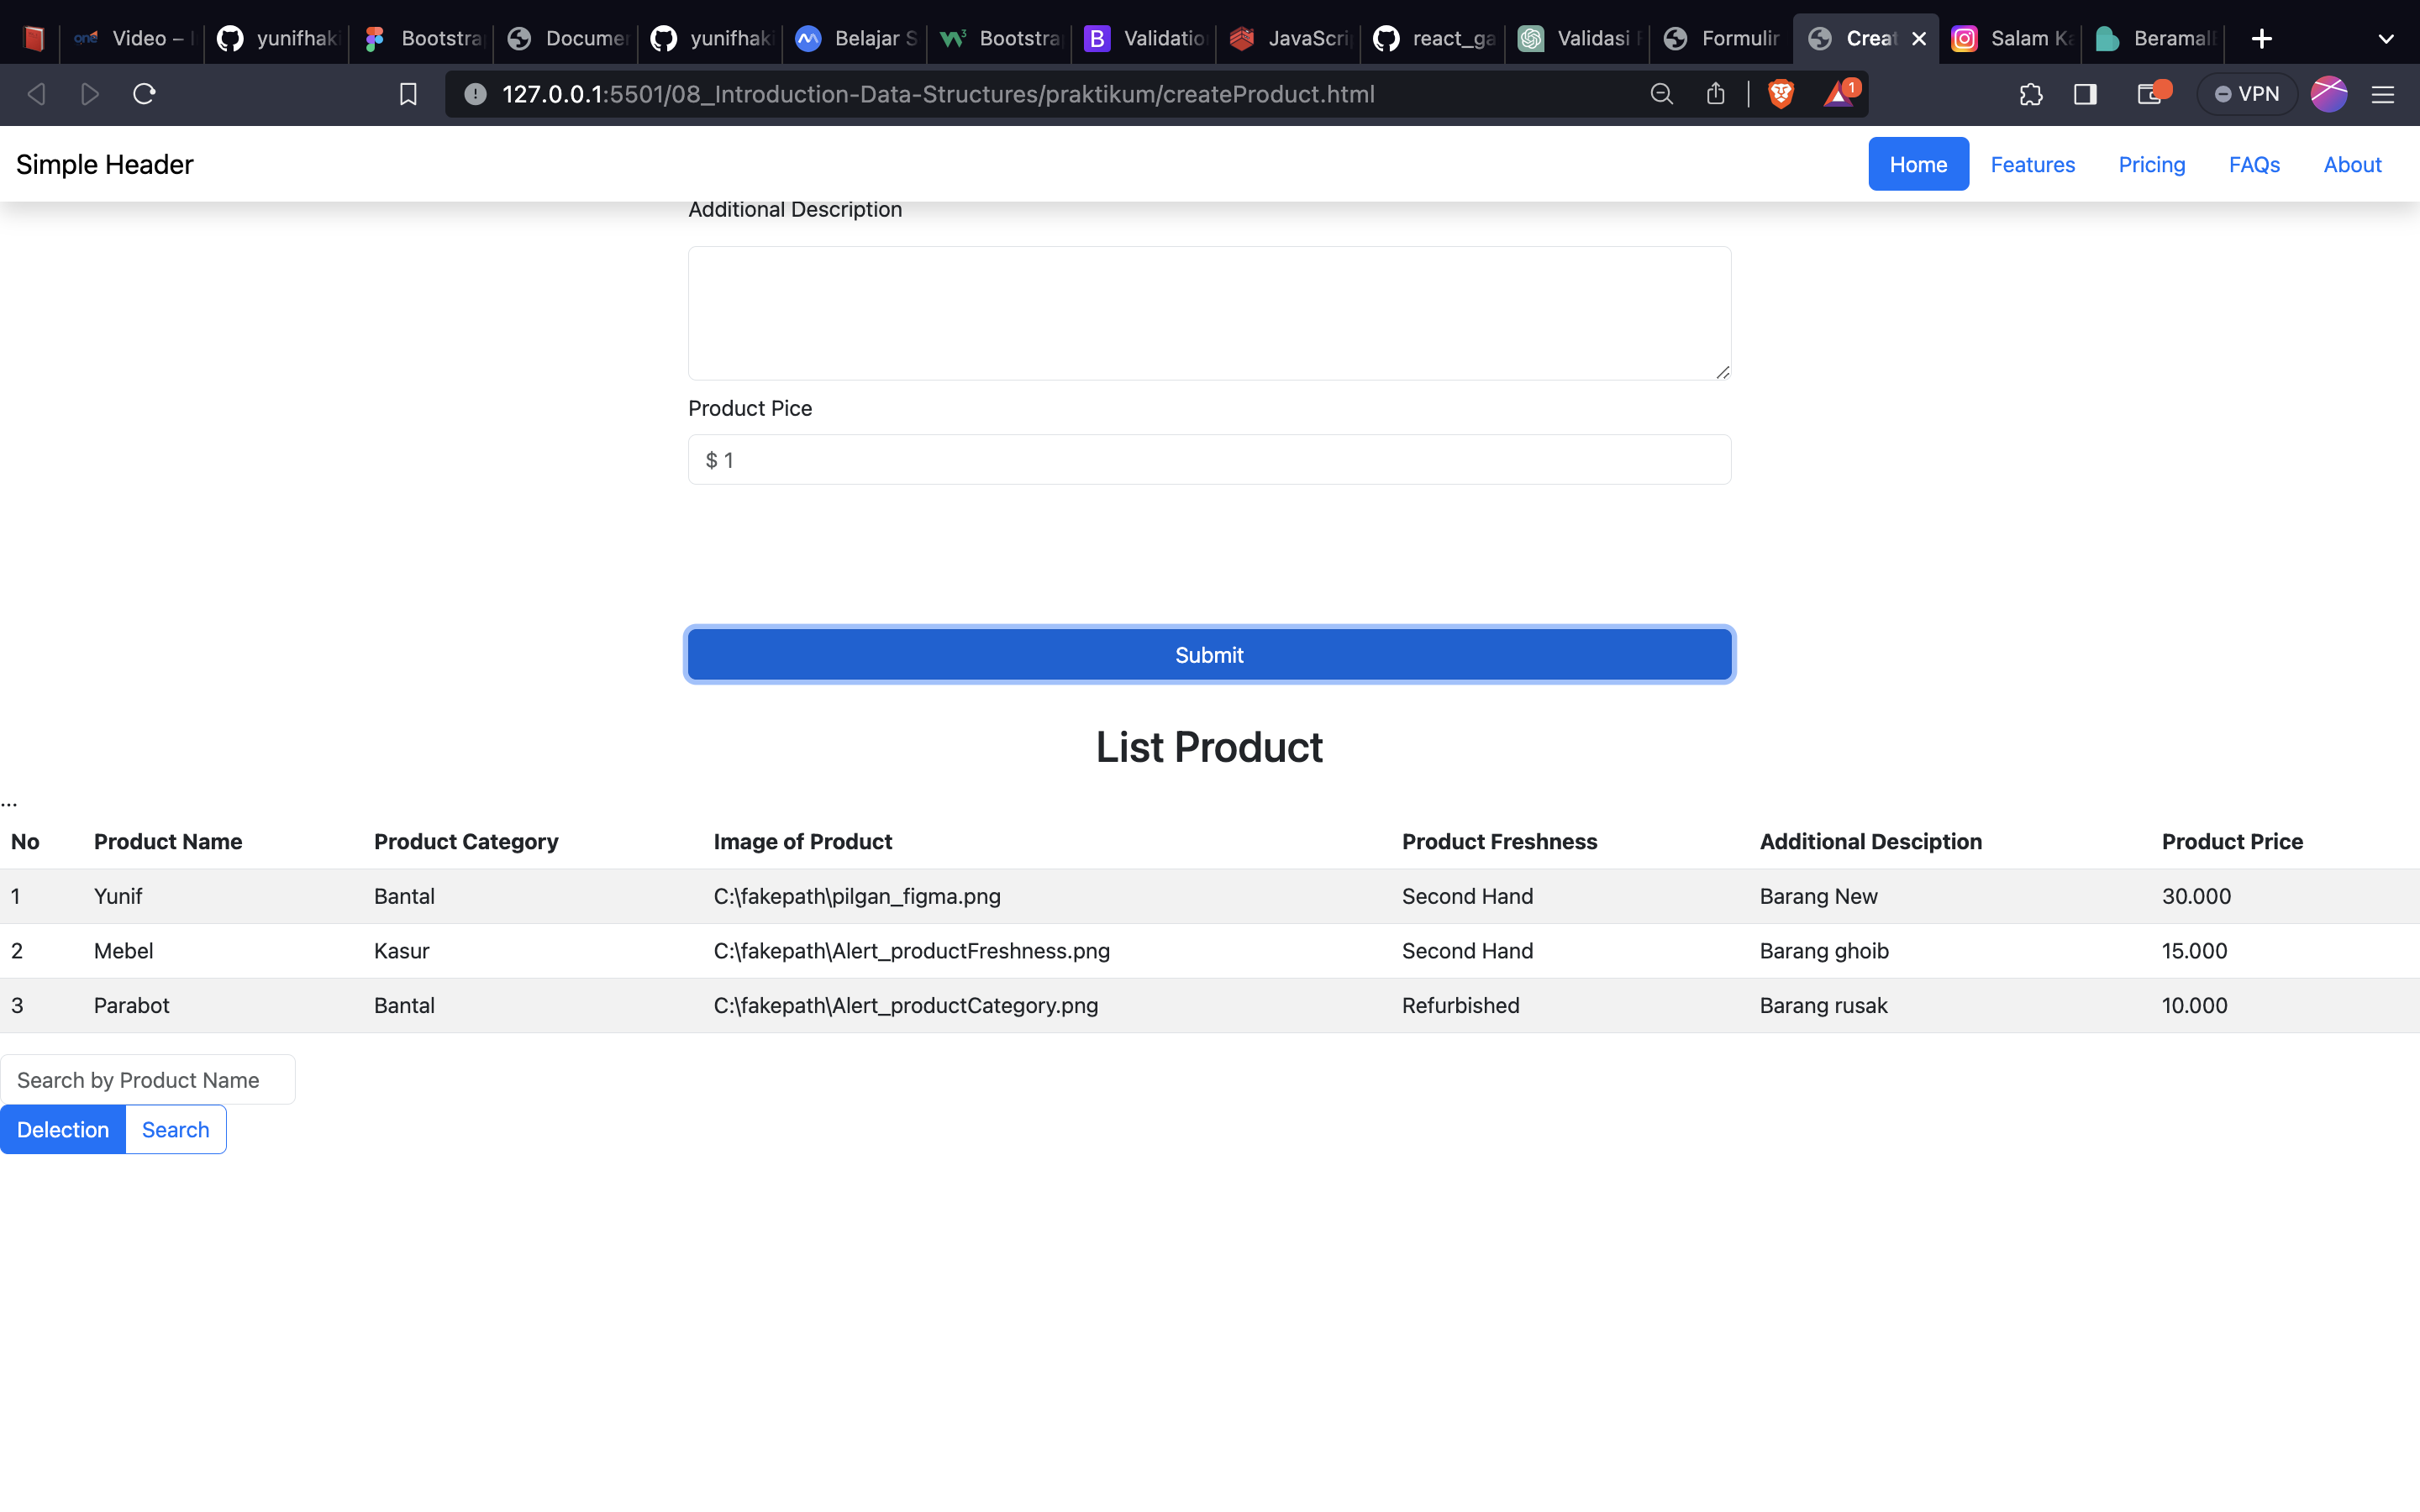 Video –
yunifhaki
Bootstra
Documen
yunifhak
Belajar S
Bootstra
Validatio
JavaScri
react_ga
Validasi F
Formulir
Creat
Salam Ka
Beramal
127.0.0.1:5501/08_Introduction-Data-Structures/praktikum/createProduct.html
1
VPN
Simple Header
Home
Features
Pricing
FAQs
About
Additional Description
Product Pice
$ 1
Submit
List Product
...
No Product Name Product Category Image of Product Product Freshness Additional Desciption Product Price
1 Yunif Bantal C:\fakepath\pilgan_figma.png Second Hand Barang New 30.000
2 Mebel Kasur C:\fakepath\Alert_productFreshness.png Second Hand Barang ghoib 15.000
3 Parabot Bantal C:\fakepath\Alert_productCategory.png Refurbished Barang rusak 10.000
Search by Product Name
Delection Search